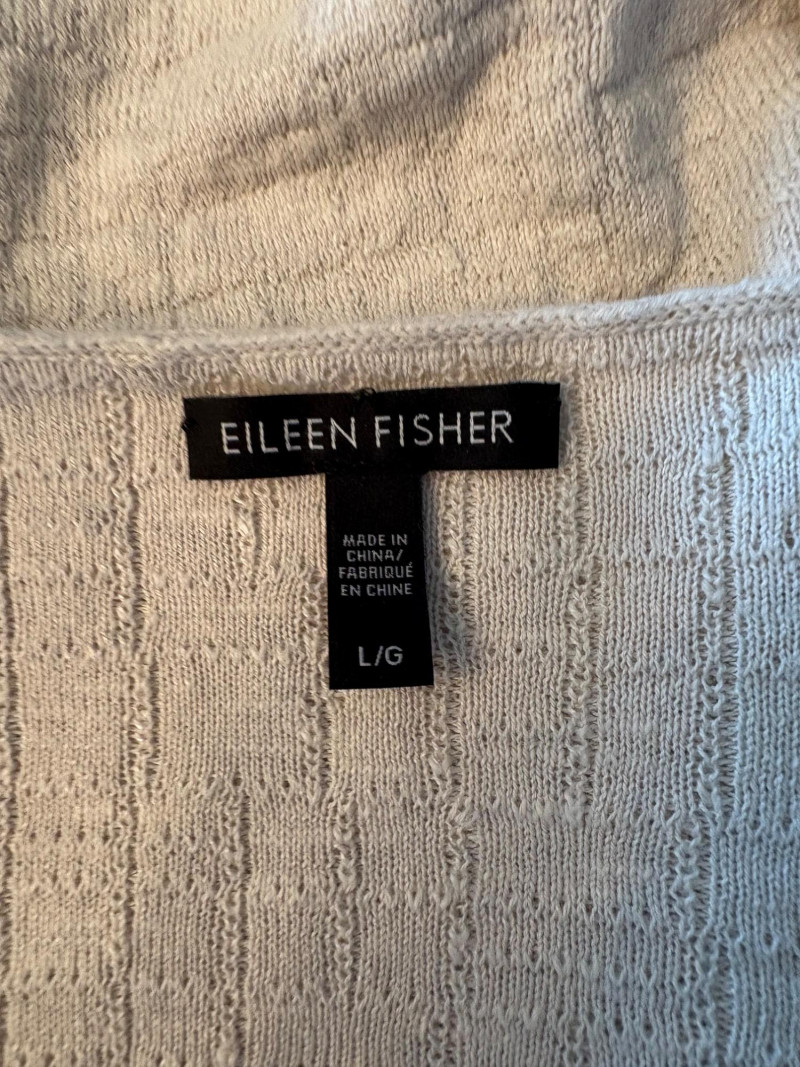 EILEEN FISHER
MADE IN
CHINA/
FABRIQUÉ
EN CHINE
L/G